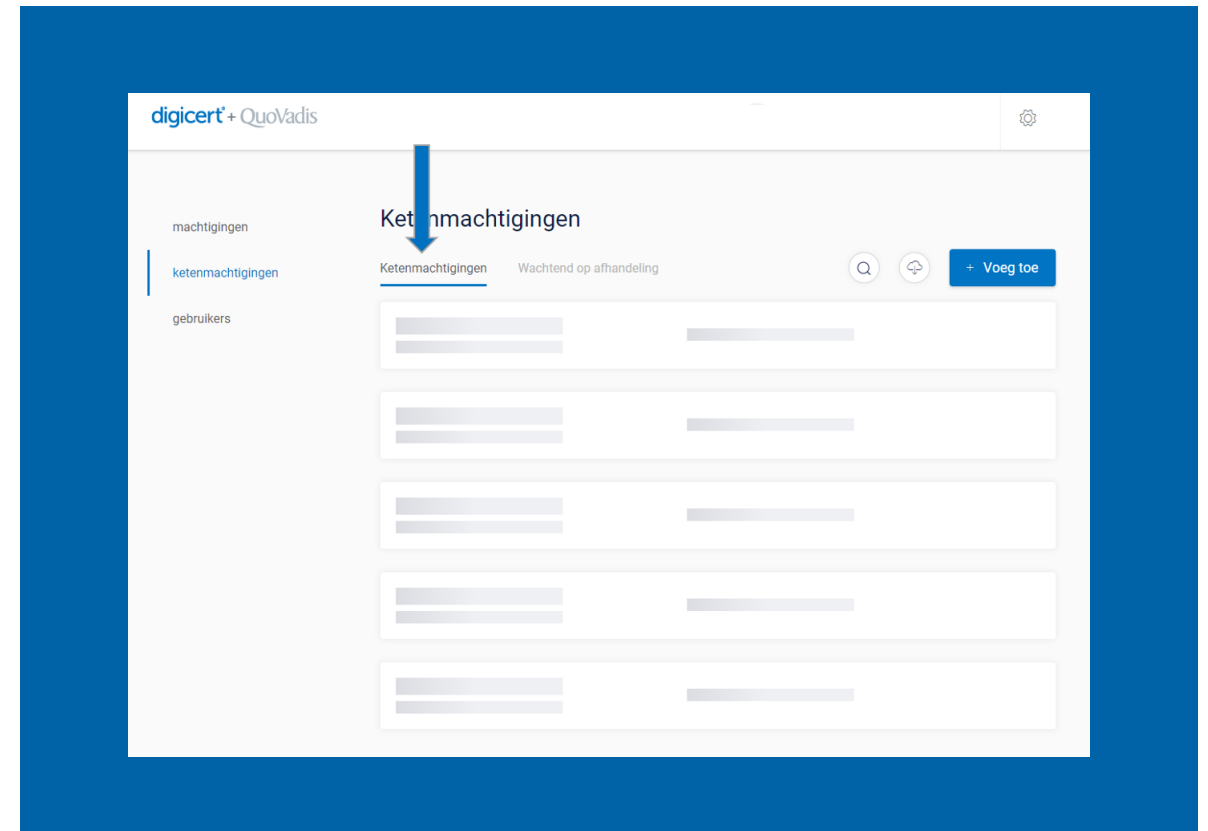 digicert® + QuoVadis
machtigingen
ketenmachtigingen
gebruikers
Ketenmachtigingen
Ketenmachtigingen Wachtend op afhandeling + Voeg toe